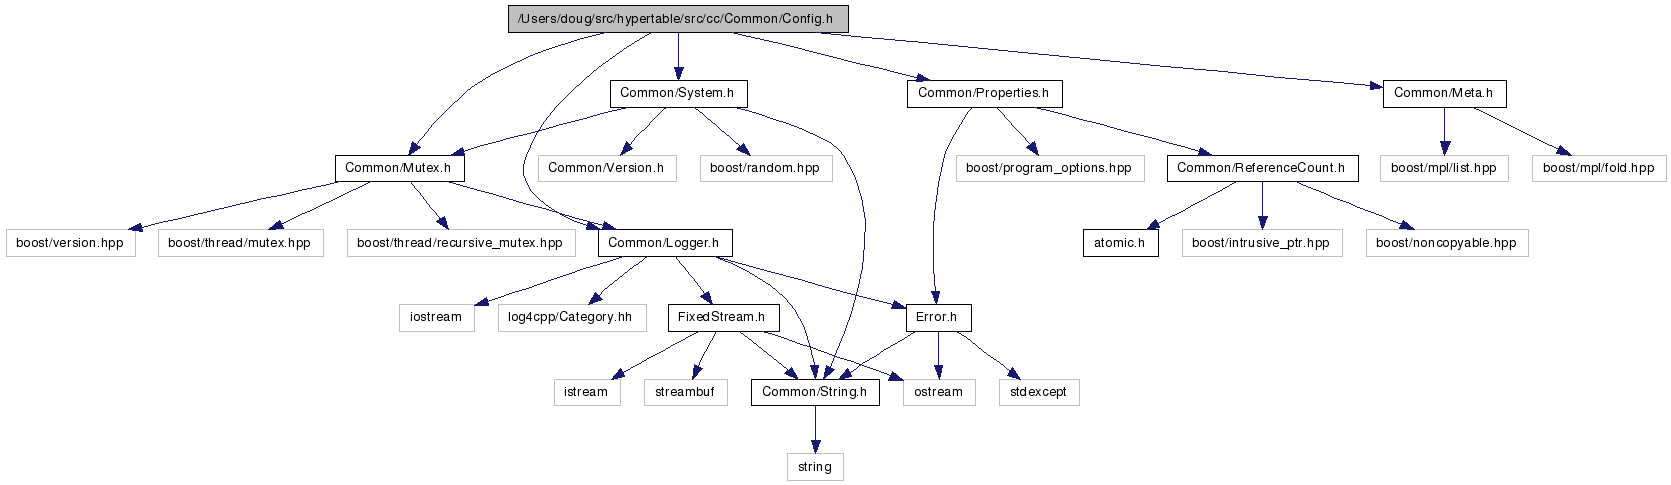 /Users/doug/src/hypertable/src/cc/Common/Config.h
Common/System.h
Common/Properties.h
Common/Meta.h
Common/Mutex.h
Common/Version.h
boost/random.hpp
boost/program_options.hpp
Common/ReferenceCount.h
boost/mpl/list.hpp
boost/mpl/fold.hpp
boost/version.hpp
boost/thread/mutex.hpp
boost/thread/recursive_mutex.hpp
Common/Logger.h
atomic.h
boost/intrusive_ptr.hpp
boost/noncopyable.hpp
iostream
log4cpp/Category.hh
FixedStream.h
Error.h
istream
streambuf
Common/String.h
ostream
stdexcept
string